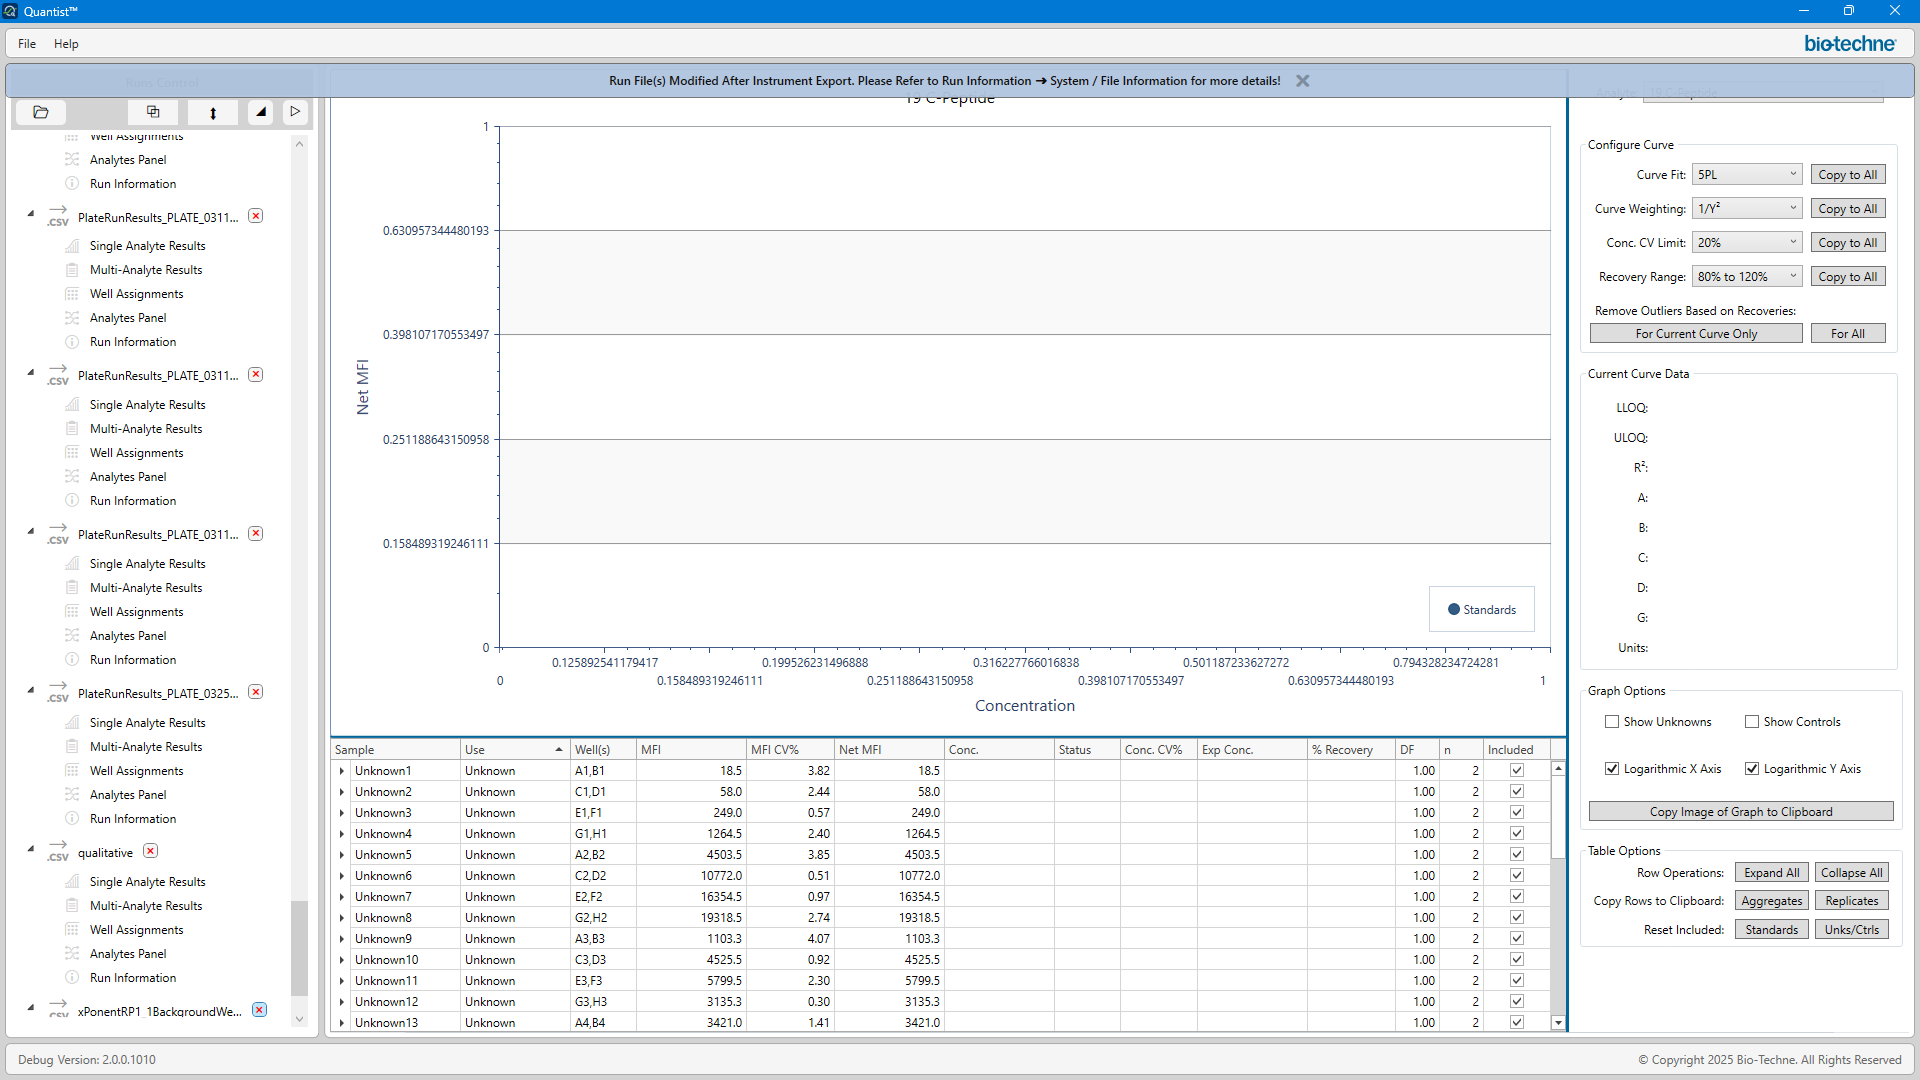 Quantist™
File Help
bio-techne
Run File(s) Modified After Instrument Export. Please Refer to Run Information ➔ System / File Information for more details!
Runs Control
Well Assignments
Analytes Panel
Run Information
.CSV PlateRunResults_PLATE_0311...
Single Analyte Results
Multi-Analyte Results
Well Assignments
Analytes Panel
Run Information
.CSV PlateRunResults_PLATE_0311...
Single Analyte Results
Multi-Analyte Results
Well Assignments
Analytes Panel
Run Information
.CSV PlateRunResults_PLATE_0311...
Single Analyte Results
Multi-Analyte Results
Well Assignments
Analytes Panel
Run Information
.CSV PlateRunResults_PLATE_0325...
Single Analyte Results
Multi-Analyte Results
Well Assignments
Analytes Panel
Run Information
.CSV qualitative
Single Analyte Results
Multi-Analyte Results
Well Assignments
Analytes Panel
Run Information
.CSV xPonentRP1_1BackgroundWe...
19 C-Peptide
1
0.630957344480193
0.398107170553497
0.251188643150958
0.158489319246111
0
Net MFI
Standards
0.125892541179417 0.199526231496888 0.316227766016838 0.501187233627272 0.794328234724281
0 0.158489319246111 0.251188643150958 0.398107170553497 0.630957344480193 1
Concentration
Sample Use Well(s) MFI MFI CV% Net MFI Conc. Status Conc. CV% Exp Conc. % Recovery DF n Included
Unknown1 Unknown A1,B1 18.5 3.82 18.5 1.00 2
Unknown2 Unknown C1,D1 58.0 2.44 58.0 1.00 2
Unknown3 Unknown E1,F1 249.0 0.57 249.0 1.00 2
Unknown4 Unknown G1,H1 1264.5 2.40 1264.5 1.00 2
Unknown5 Unknown A2,B2 4503.5 3.85 4503.5 1.00 2
Unknown6 Unknown C2,D2 10772.0 0.51 10772.0 1.00 2
Unknown7 Unknown E2,F2 16354.5 0.97 16354.5 1.00 2
Unknown8 Unknown G2,H2 19318.5 2.74 19318.5 1.00 2
Unknown9 Unknown A3,B3 1103.3 4.07 1103.3 1.00 2
Unknown10 Unknown C3,D3 4525.5 0.92 4525.5 1.00 2
Unknown11 Unknown E3,F3 5799.5 2.30 5799.5 1.00 2
Unknown12 Unknown G3,H3 3135.3 0.30 3135.3 1.00 2
Unknown13 Unknown A4,B4 3421.0 1.41 3421.0 1.00 2
Analyte: 19 C-Peptide
Configure Curve
Curve Fit: 5PL Copy to All
Curve Weighting: 1/Y² Copy to All
Conc. CV Limit: 20% Copy to All
Recovery Range: 80% to 120% Copy to All
Remove Outliers Based on Recoveries:
For Current Curve Only For All
Current Curve Data
LLOQ:
ULOQ:
R²:
A:
B:
C:
D:
G:
Units:
Graph Options
Show Unknowns Show Controls
Logarithmic X Axis Logarithmic Y Axis
Copy Image of Graph to Clipboard
Table Options
Row Operations: Expand All Collapse All
Copy Rows to Clipboard: Aggregates Replicates
Reset Included: Standards Unks/Ctrls
Debug Version: 2.0.0.1010
© Copyright 2025 Bio-Techne. All Rights Reserved